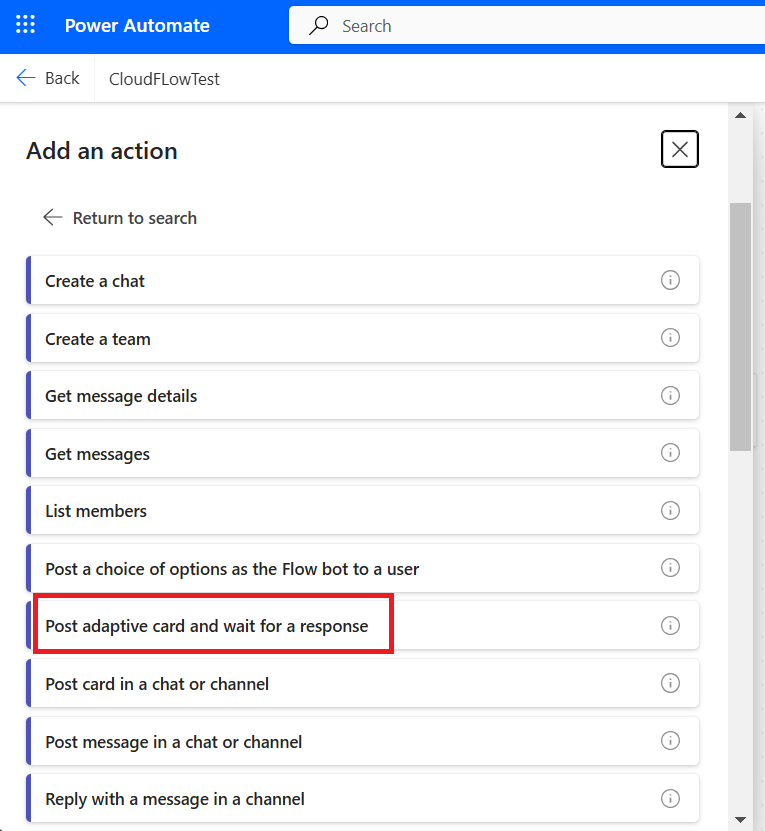 Power Automate
Search
Back
CloudFLowTest
Add an action
Return to search
Create a chat
Create a team
Get message details
Get messages
List members
Post a choice of options as the Flow bot to a user
Post adaptive card and wait for a response
Post card in a chat or channel
Post message in a chat or channel
Reply with a message in a channel